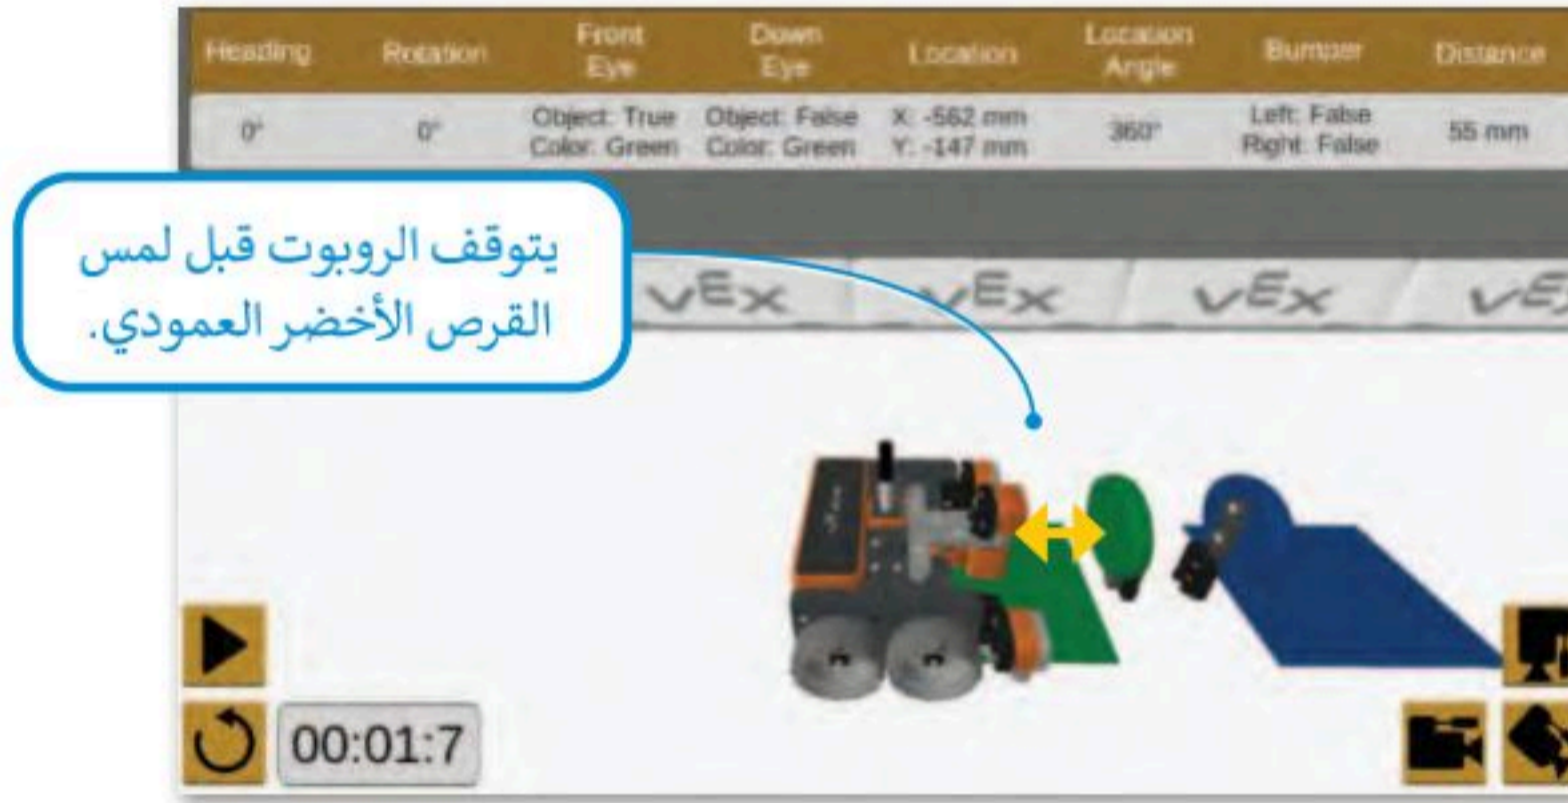 Heading Rotation Front Eye Down Eye Location Location Angle Bumper Distance
0° 0° Object: True Object: False X: -562 mm 360° Left: False 55 mm
Color: Green Color: Green Y: -147 mm Right: False
يتوقف الروبوت قبل لمس
القرص الأخضر العمودي.
VEX VEX VEX VEX
00:01:7